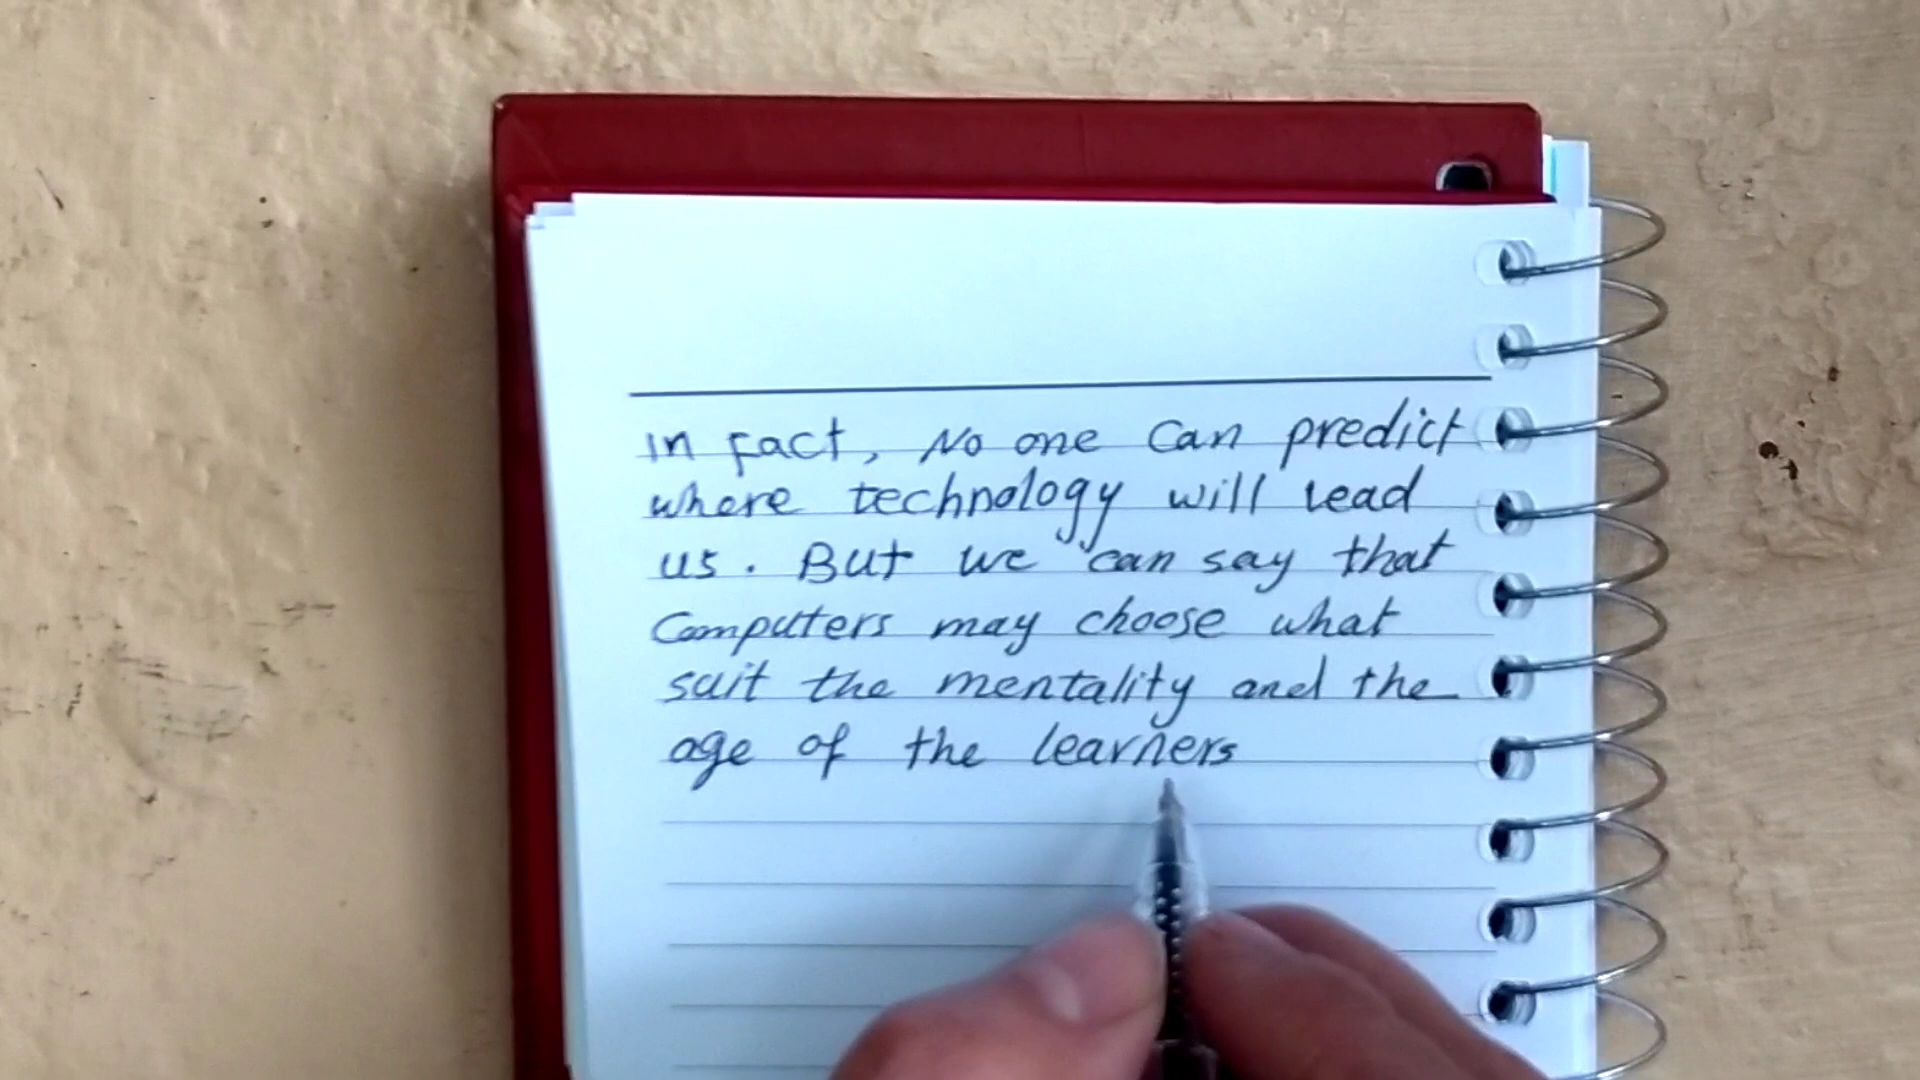 In fact, No one can predict
where technology will lead
us. But we can say that
Computers may choose what
suit the mentality and the
age of the learners